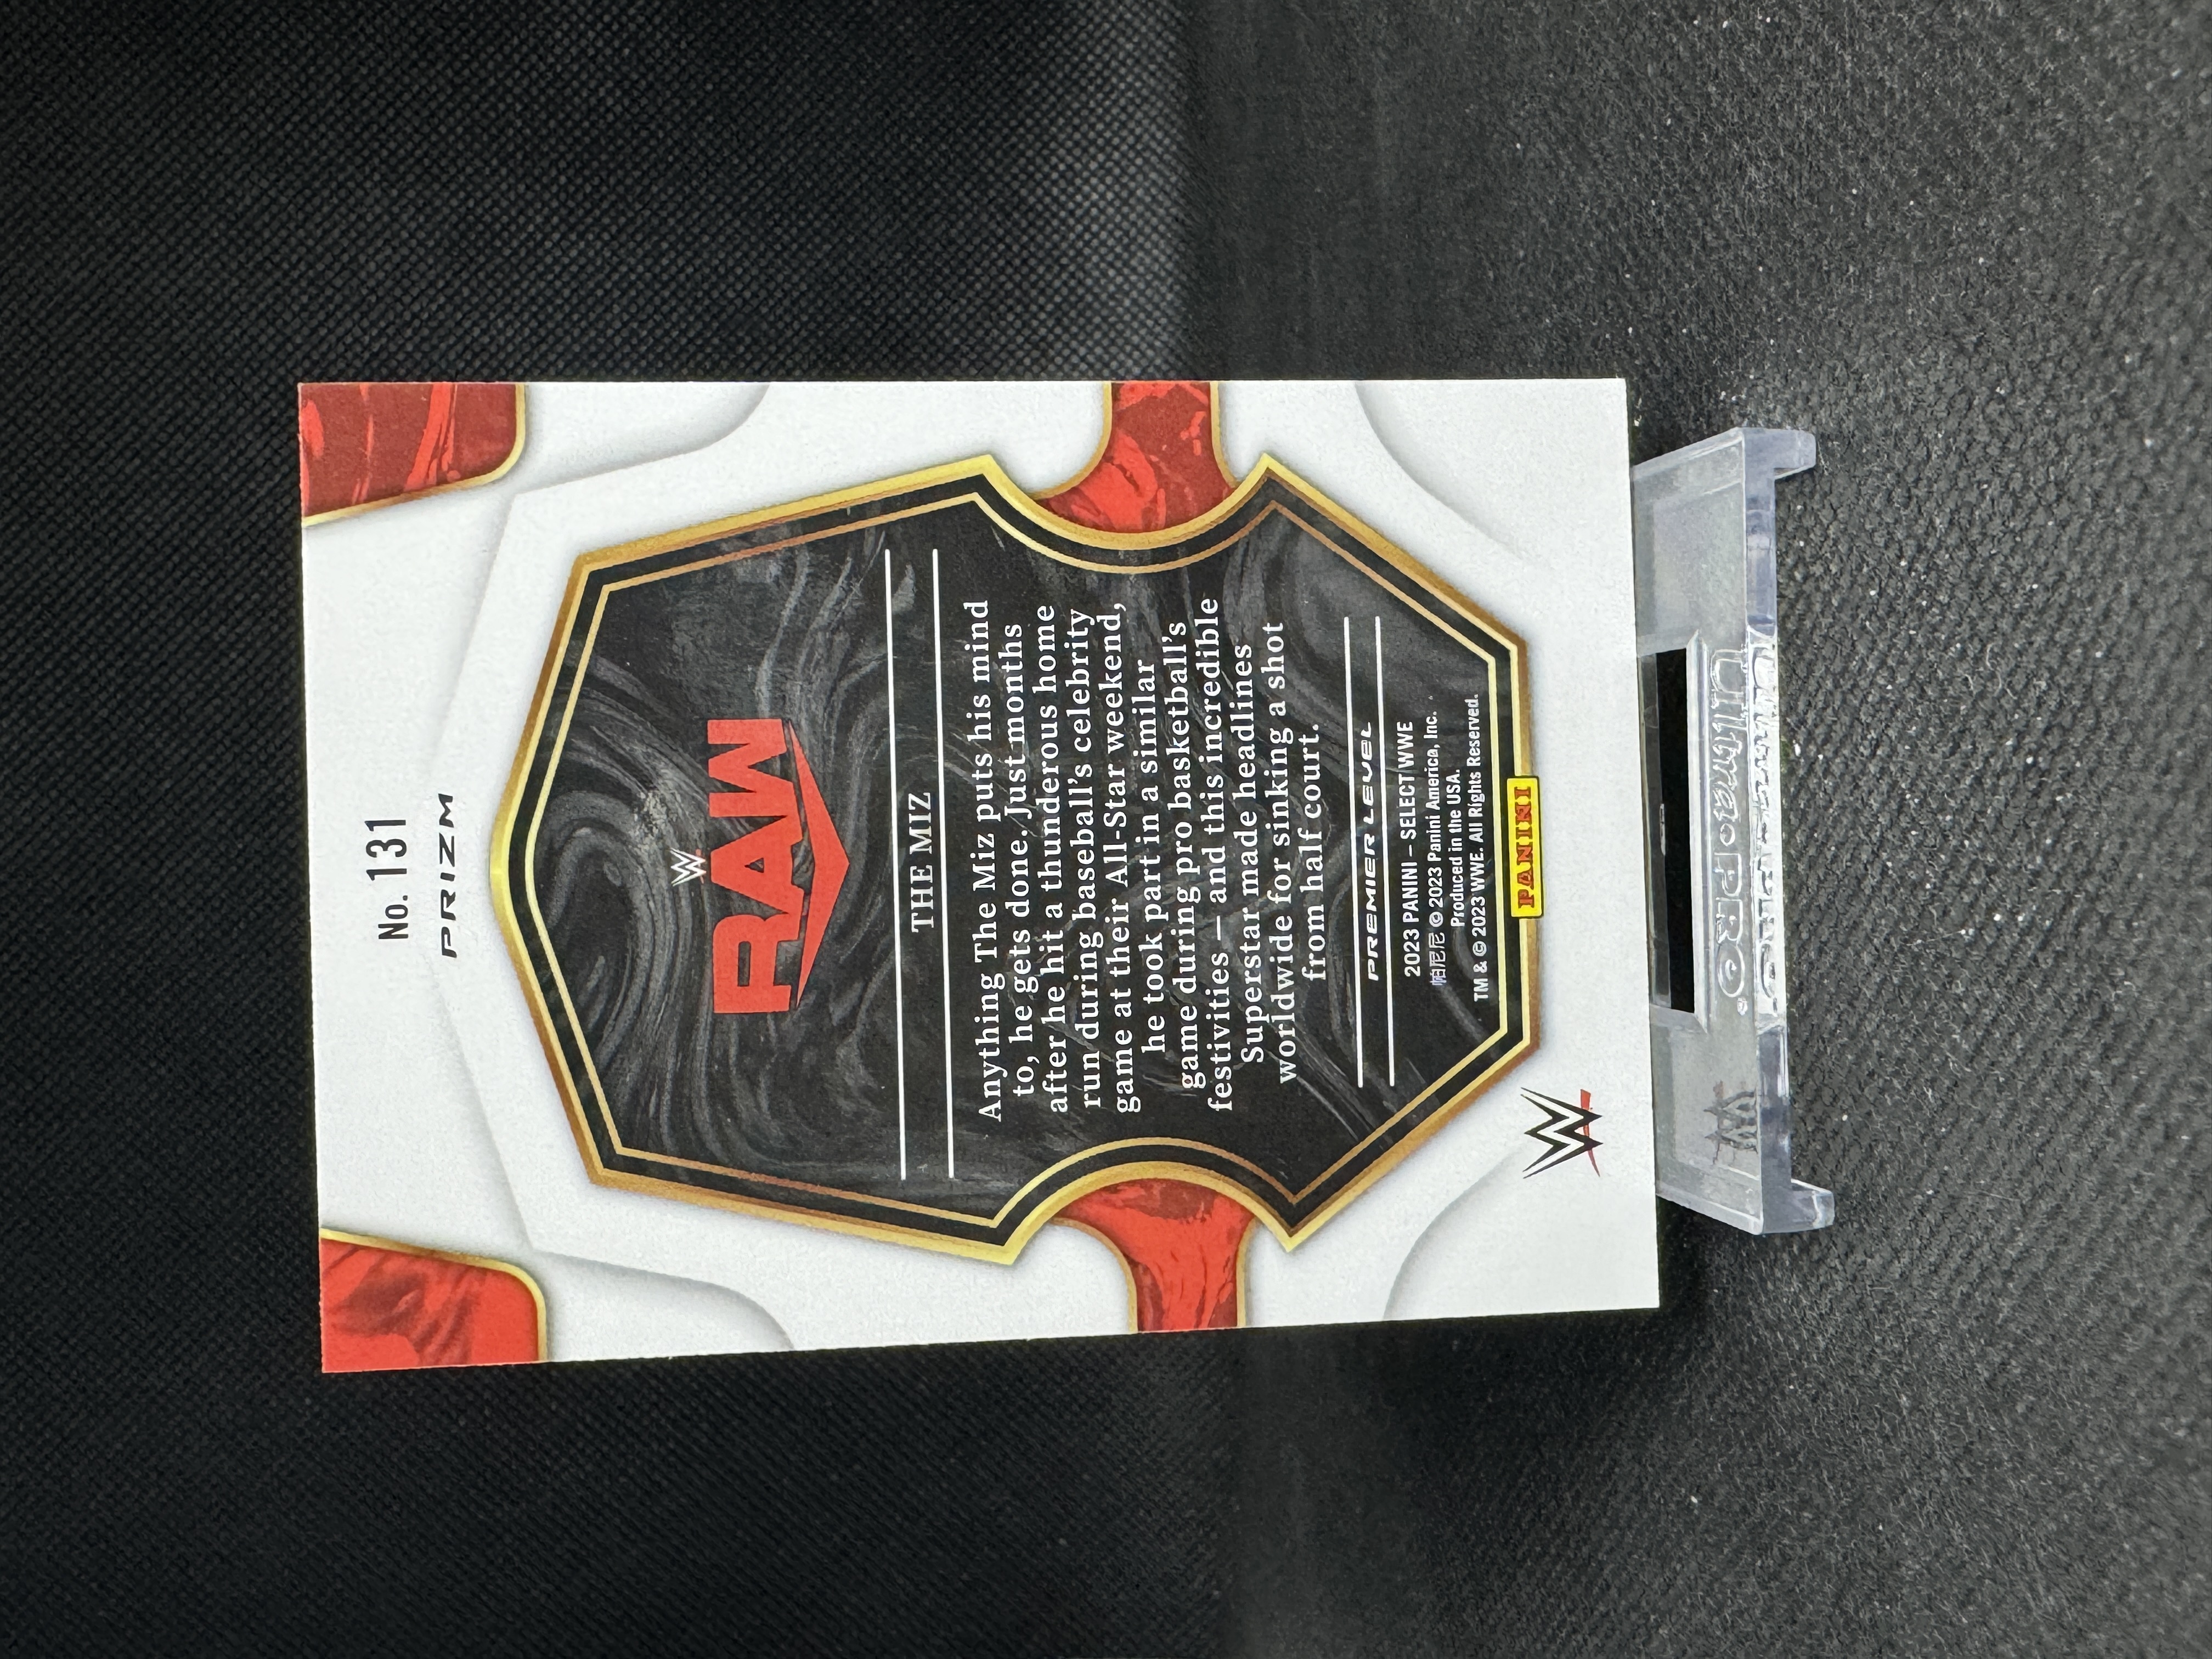 No. 131
PRIZM
W
RAW
THE MIZ
Anything The Miz puts his mind
to, he gets done. Just months
after he hit a thunderous home
run during baseball's celebrity
game at their All-Star weekend,
he took part in a similar
game during pro basketball's
festivities – and this incredible
Superstar made headlines
worldwide for sinking a shot
from half court.
PREMIER LEVEL
2023 PANINI – SELECT WWE
帕尼尼 © 2023 Panini America, Inc.
Produced in the USA.
TM & © 2023 WWE. All Rights Reserved.
PANINI
W
Ultra•PRO